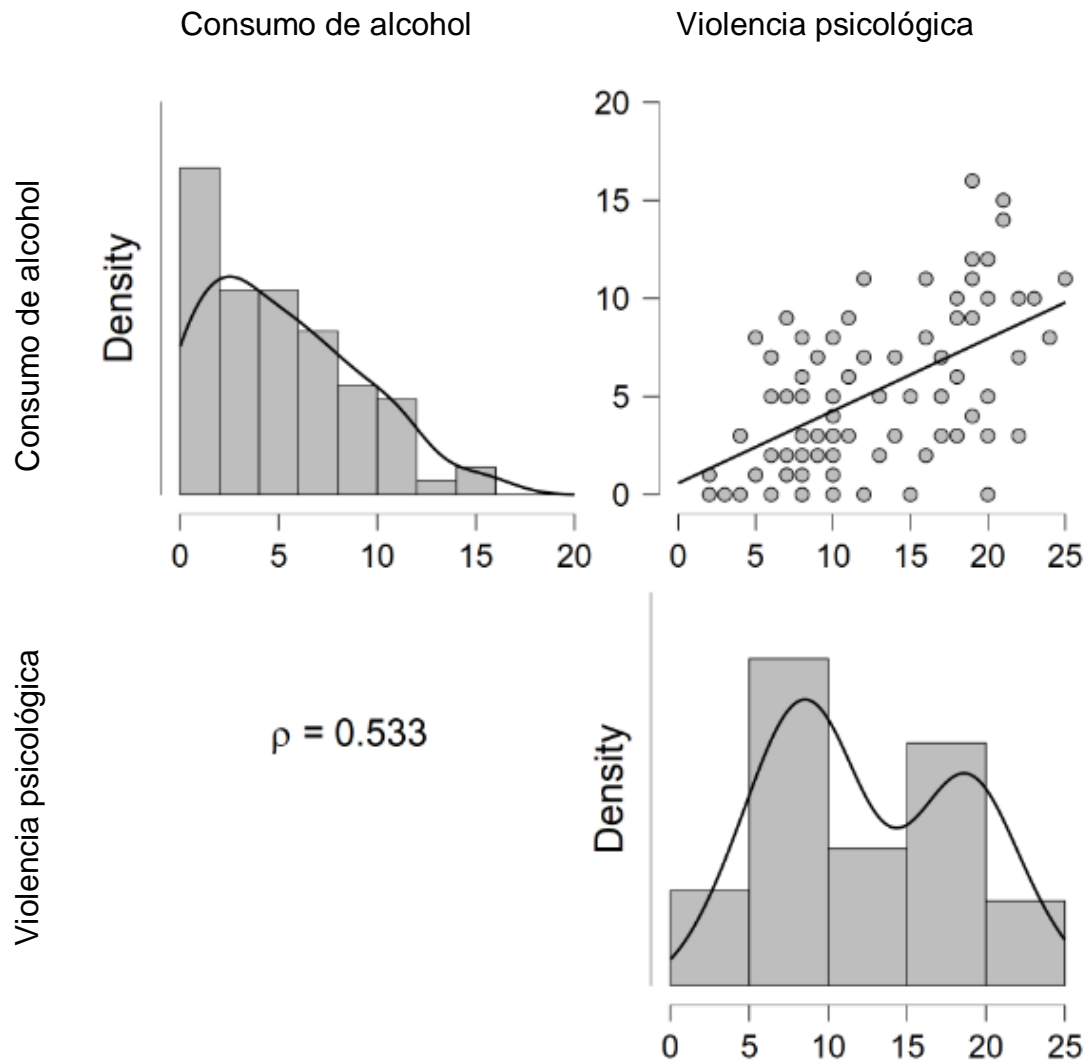 Consumo de alcohol
Violencia psicológica
Consumo de alcohol
Density
0 5 10 15 20
20
15
10
5
0
0 5 10 15 20 25
Violencia psicológica
ρ = 0.533
Density
0 5 10 15 20 25